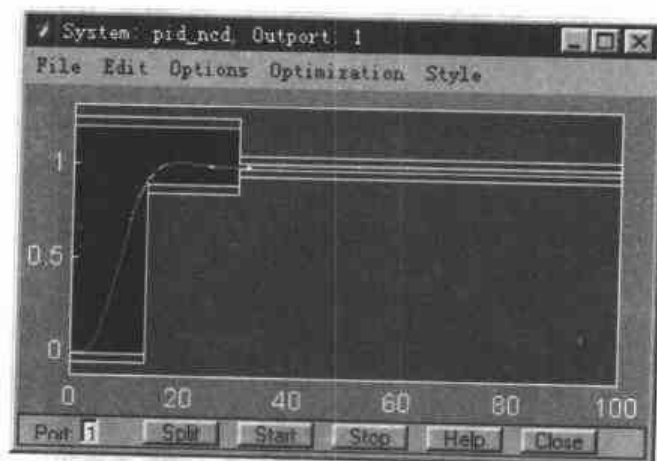 System: pid_ncd, Outport: 1
File Edit Options Optimization Style
1
0.5
0
0 20 40 60 80 100
Port: 1 Split Start Stop Help Close